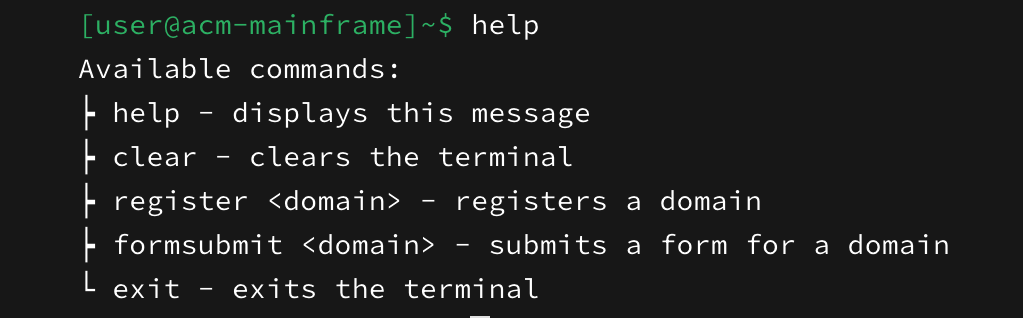 [user@acm-mainframe]~$ help
Available commands:
┝ help - displays this message
┝ clear - clears the terminal
┝ register <domain> - registers a domain
┝ formsubmit <domain> - submits a form for a domain
└ exit - exits the terminal